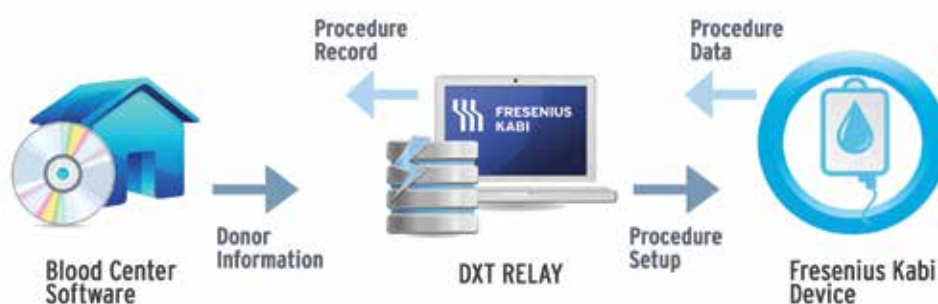 Procedure
Record
Procedure
Data
FRESENIUS
KABI
Donor
Information
Procedure
Setup
Blood Center
Software
DXT RELAY
Fresenius Kabi
Device